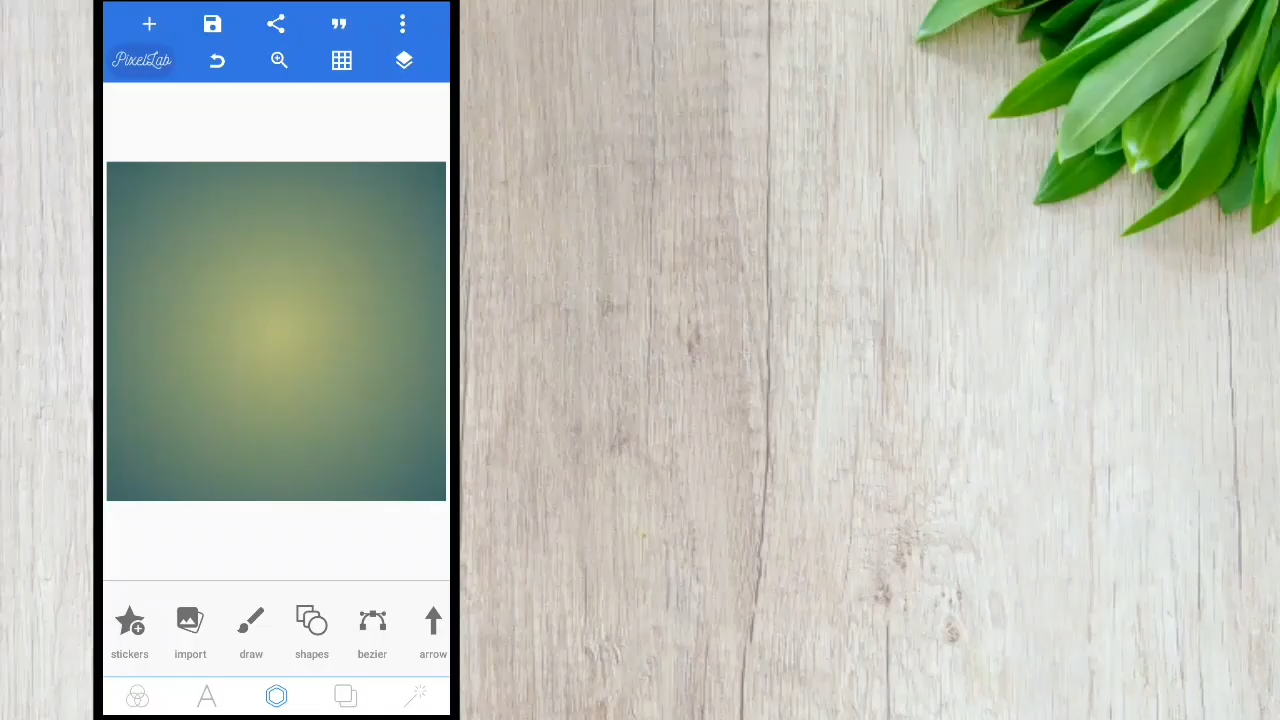 PixelLab
stickers
import
draw
shapes
bezier
arrow